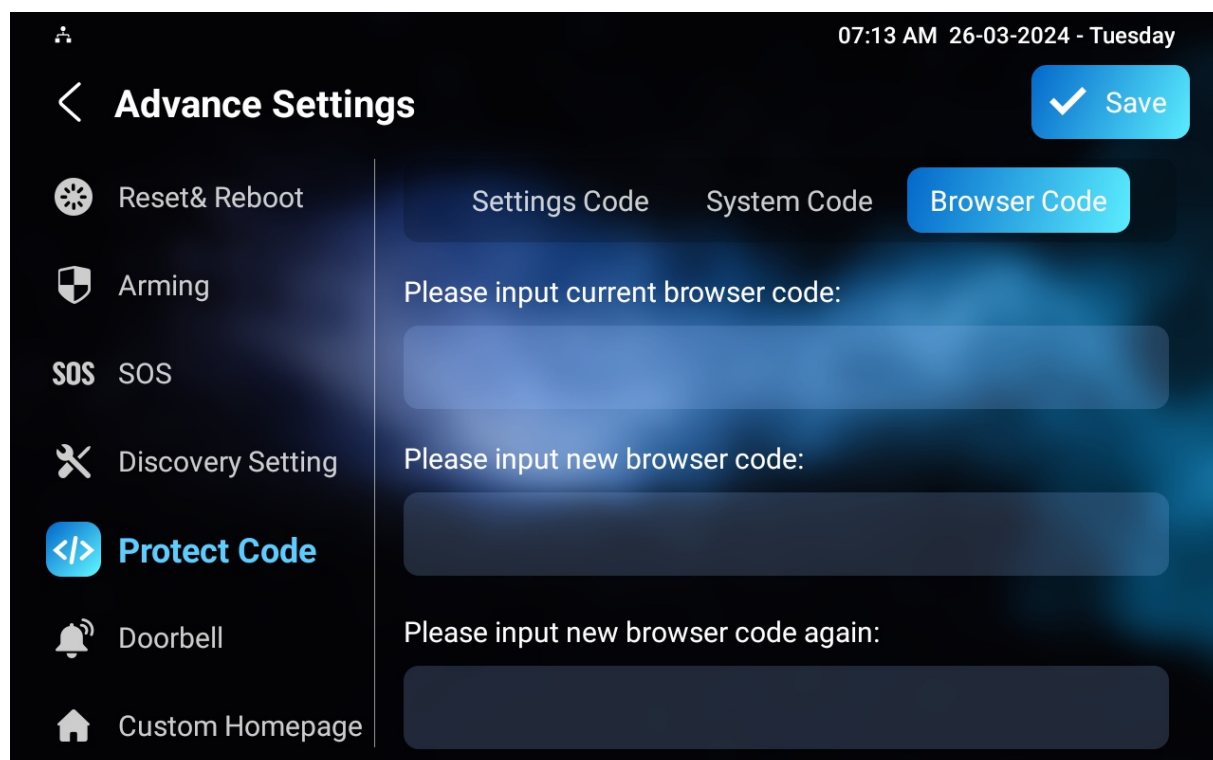 07:13 AM 26-03-2024 - Tuesday
Advance Settings
Save
Reset& Reboot
Arming
SOS SOS
Discovery Setting
</> Protect Code
Doorbell
Custom Homepage
Settings Code System Code Browser Code
Please input current browser code:
Please input new browser code:
Please input new browser code again: